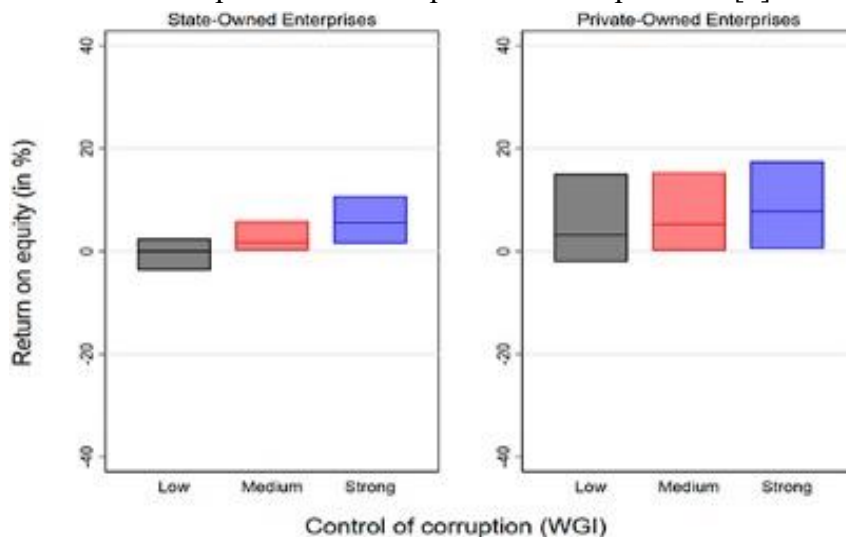 State-Owned Enterprises
Private-Owned Enterprises
40
20
0
-20
-40
40
20
0
-20
-40
Return on equity (in %)
Low Medium Strong
Low Medium Strong
Control of corruption (WGI)